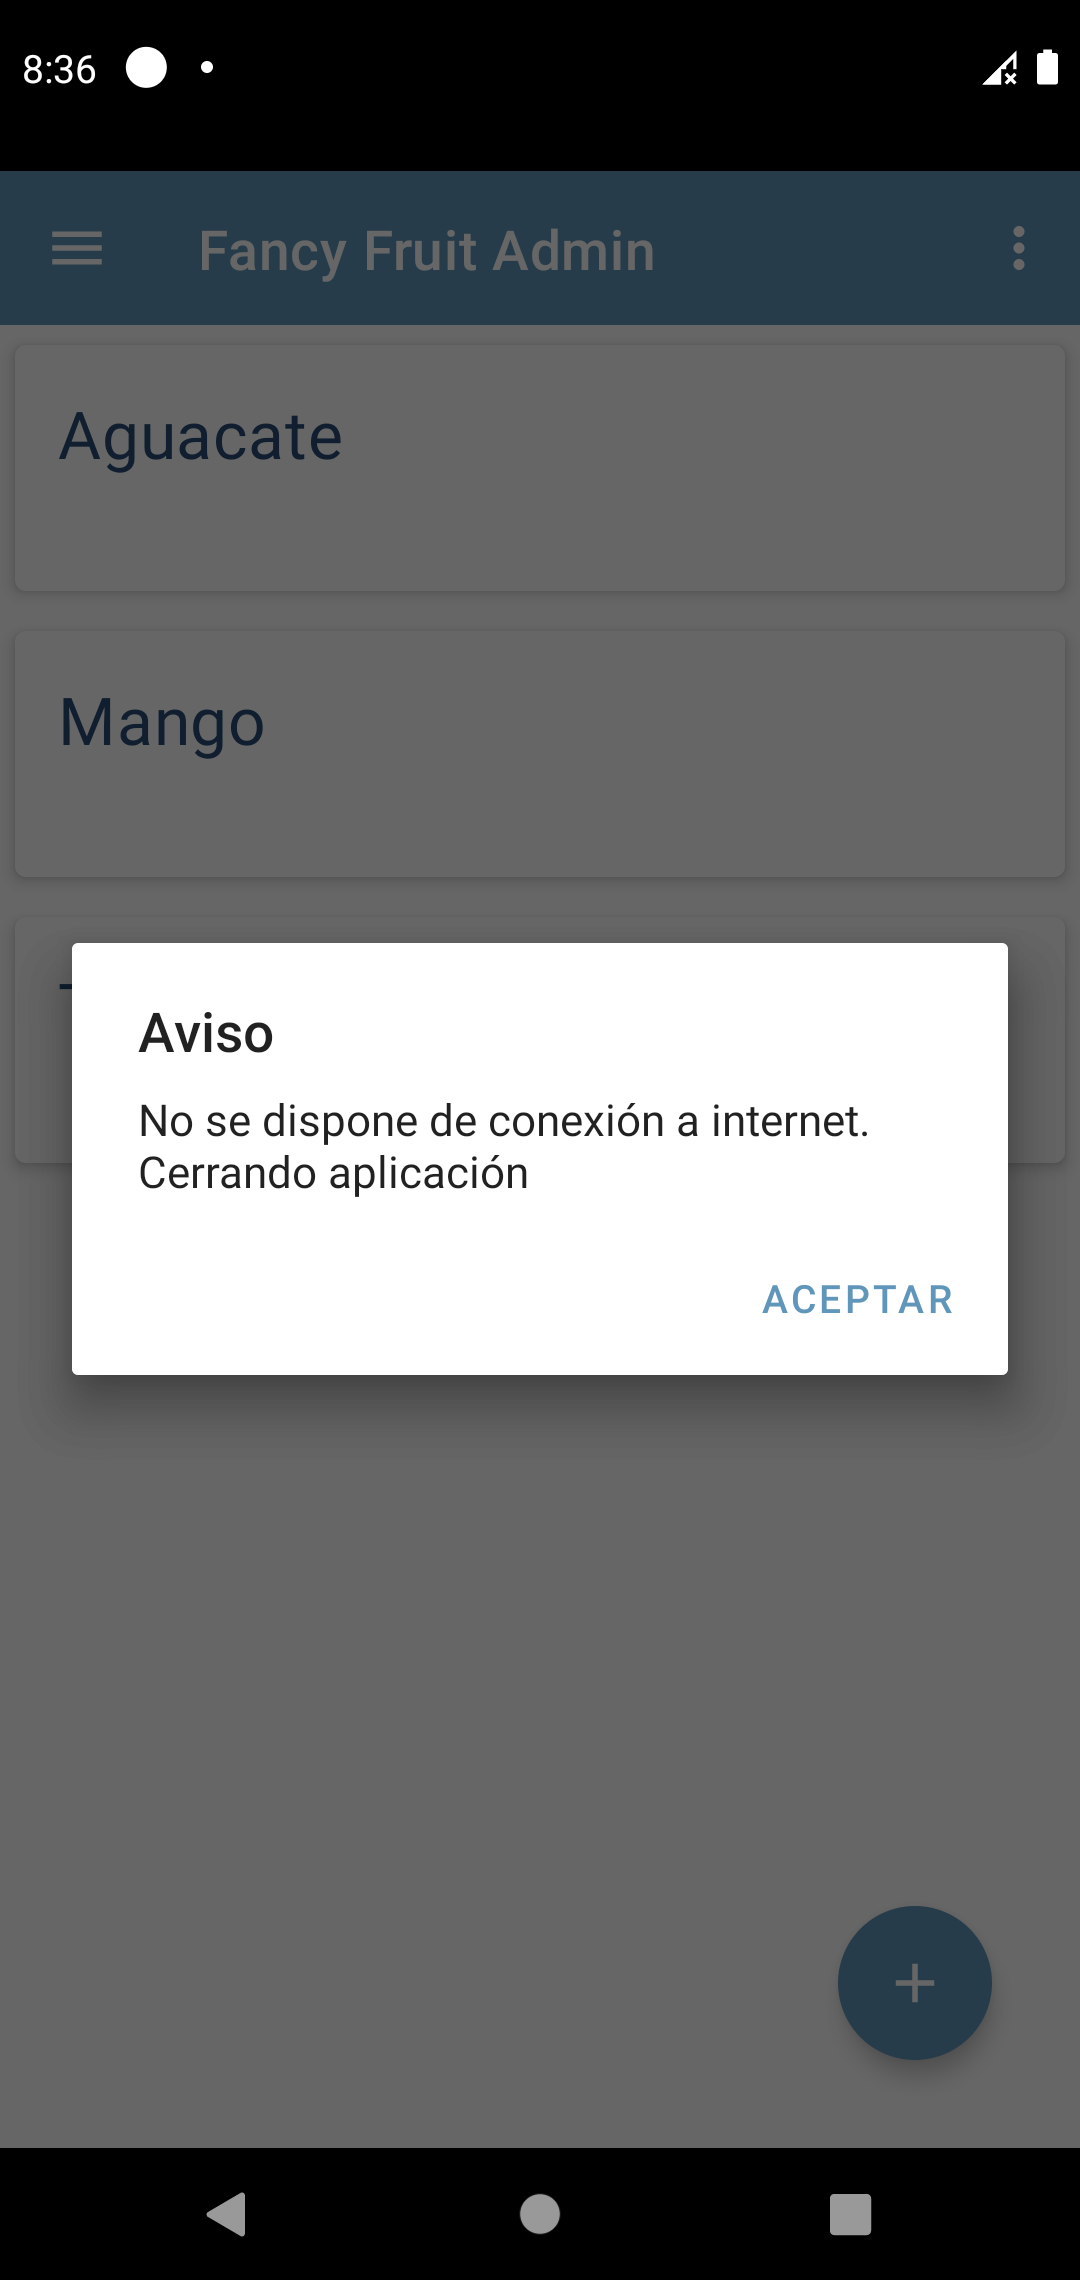 8:36
Fancy Fruit Admin
Aguacate
Mango
Aviso
No se dispone de conexión a internet.
Cerrando aplicación
ACEPTAR